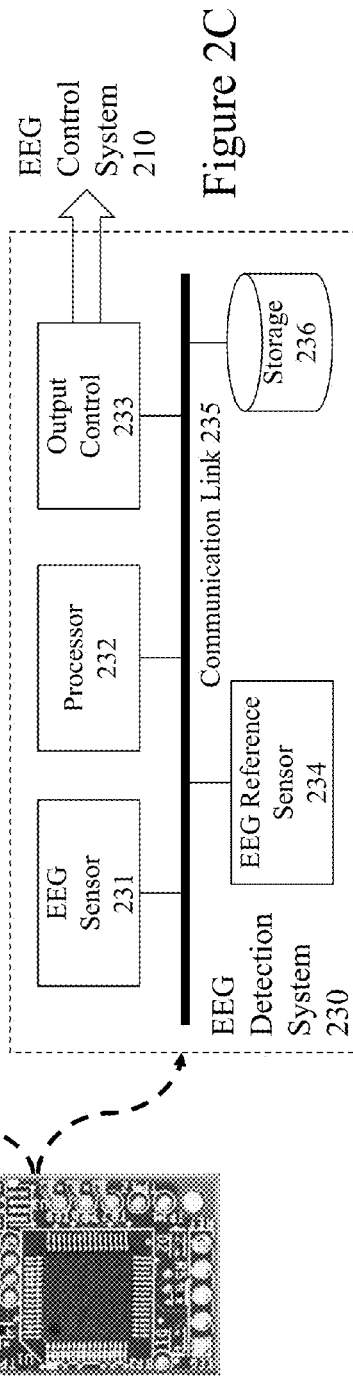 EEG
Control
System
210
Figure 2C
Output
Control
233
Processor
232
EEG
Sensor
231
Communication Link 235
Storage
236
EEG Reference
Sensor
234
EEG
Detection
System
230